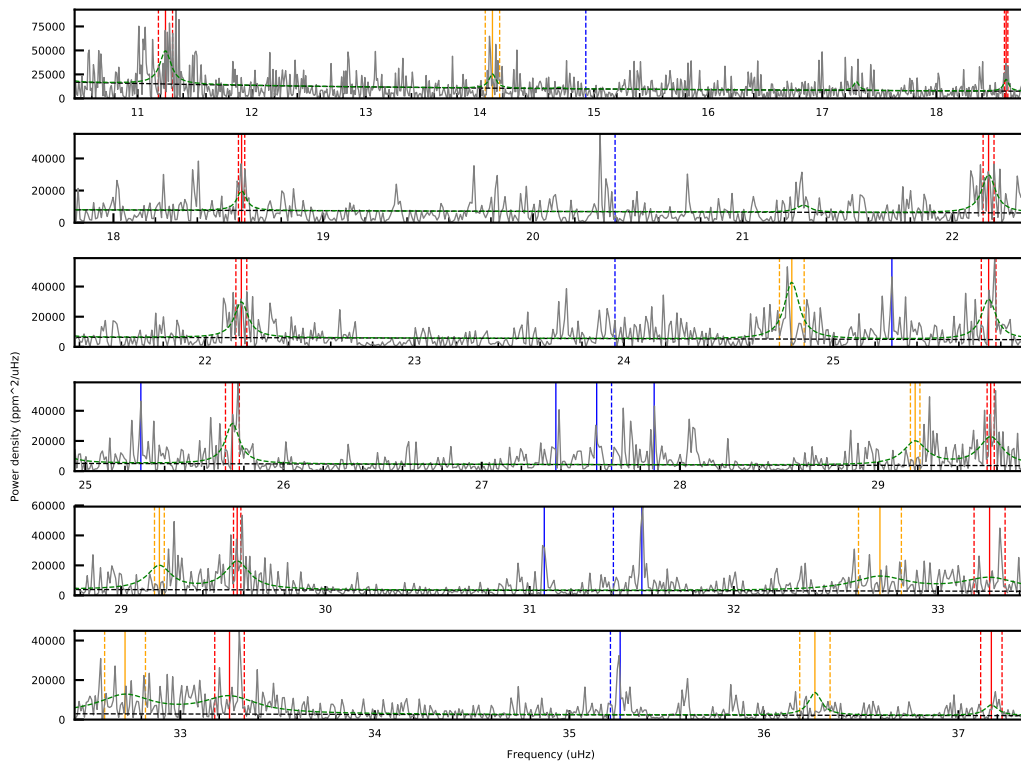 75000
50000
25000
0
11 12 13 14 15 16 17 18
40000
20000
0
18 19 20 21 22
40000
20000
0
22 23 24 25
Power density (ppm^2/uHz)
40000
20000
0
25 26 27 28 29
60000
40000
20000
0
29 30 31 32 33
40000
20000
0
33 34 35 36 37
Frequency (uHz)